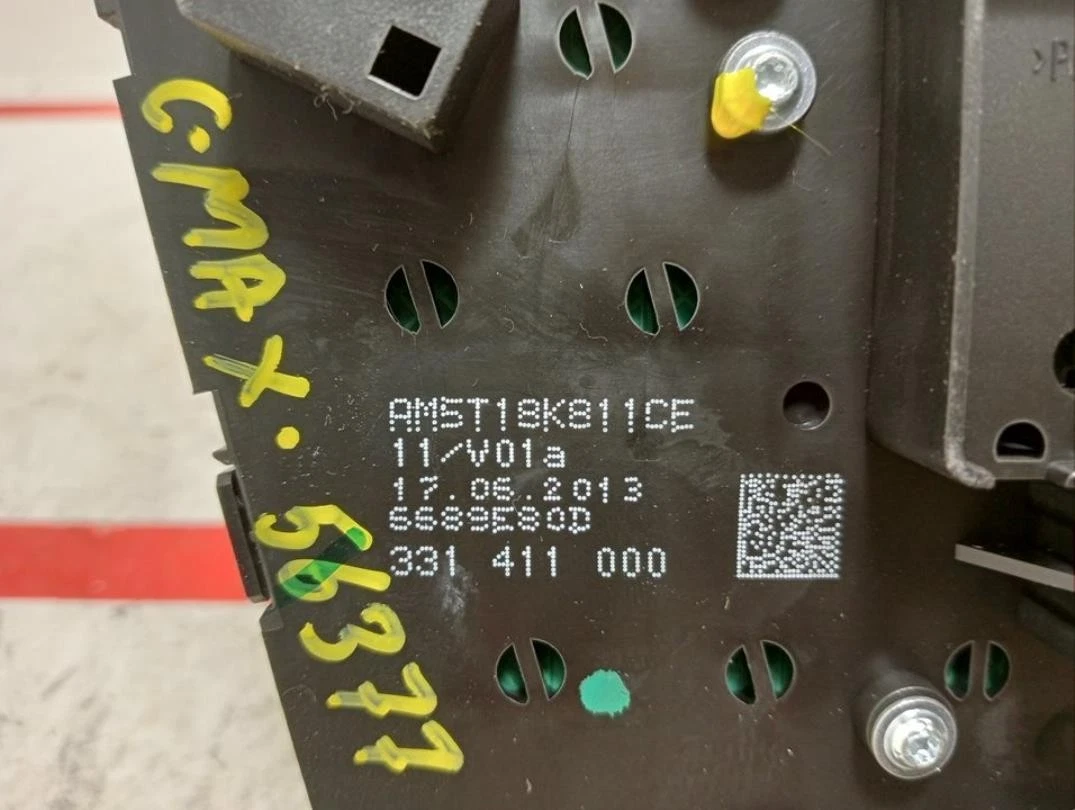 C-MAX. 56377
AM5T18K811CE
11/V01a
17.06.2013
6689E80D
331 411 000